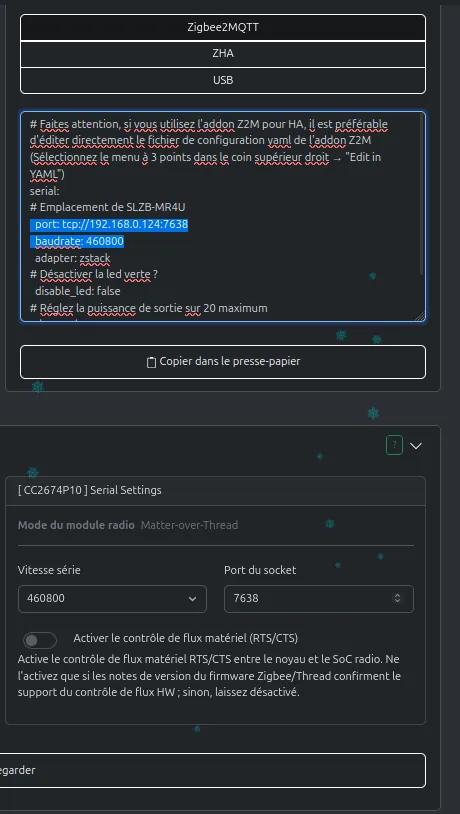 Zigbee2MQTT
ZHA
USB
# Faites attention, si vous utilisez l'addon Z2M pour HA, il est préférable
d'éditer directement le fichier de configuration yaml de l'addon Z2M
(Sélectionnez le menu à 3 points dans le coin supérieur droit → "Edit in
YAML")
serial:
# Emplacement de SLZB-MR4U
port: tcp://192.168.0.124:7638
baudrate: 460800
adapter: zstack
# Désactiver la led verte ?
disable_led: false
# Réglez la puissance de sortie sur 20 maximum
Copier dans le presse-papier
?
[ CC2674P10 ] Serial Settings
Mode du module radio Matter-over-Thread
Vitesse série
Port du socket
460800
7638
Activer le contrôle de flux matériel (RTS/CTS)
Active le contrôle de flux matériel RTS/CTS entre le noyau et le SoC radio. Ne
l'activez que si les notes de version du firmware Zigbee/Thread confirment le
support du contrôle de flux HW ; sinon, laissez désactivé.
egarder